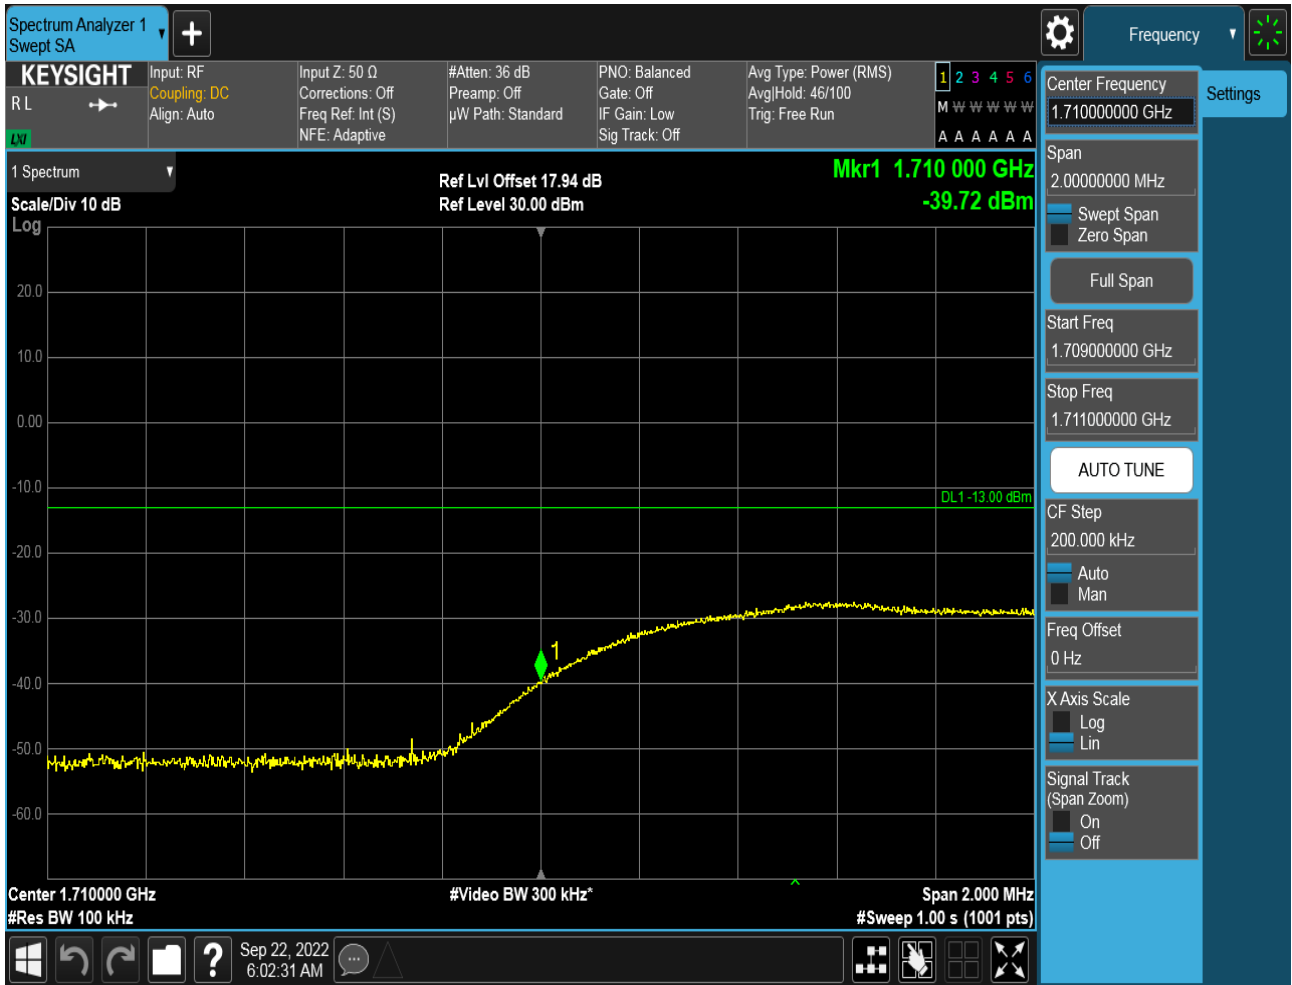 Spectrum Analyzer 1
Swept SA
Frequency
KEYSIGHT
R L
LXI
Input: RF
Coupling: DC
Align: Auto
Input Z: 50 Ω
Corrections: Off
Freq Ref: Int (S)
NFE: Adaptive
#Atten: 36 dB
Preamp: Off
µW Path: Standard
PNO: Balanced
Gate: Off
IF Gain: Low
Sig Track: Off
Avg Type: Power (RMS)
Avg|Hold: 46/100
Trig: Free Run
1 2 3 4 5 6
M W W W W W
A A A A A A
1 Spectrum
Scale/Div 10 dB
Log
Ref Lvl Offset 17.94 dB
Ref Level 30.00 dBm
Mkr1 1.710 000 GHz
-39.72 dBm
20.0
10.0
0.00
-10.0
-20.0
-30.0
-40.0
-50.0
-60.0
DL1 -13.00 dBm
1
Center 1.710000 GHz
#Res BW 100 kHz
#Video BW 300 kHz*
Span 2.000 MHz
#Sweep 1.00 s (1001 pts)
Sep 22, 2022
6:02:31 AM
Center Frequency
1.710000000 GHz
Settings
Span
2.00000000 MHz
Swept Span
Zero Span
Full Span
Start Freq
1.709000000 GHz
Stop Freq
1.711000000 GHz
AUTO TUNE
CF Step
200.000 kHz
Auto
Man
Freq Offset
0 Hz
X Axis Scale
Log
Lin
Signal Track
(Span Zoom)
On
Off